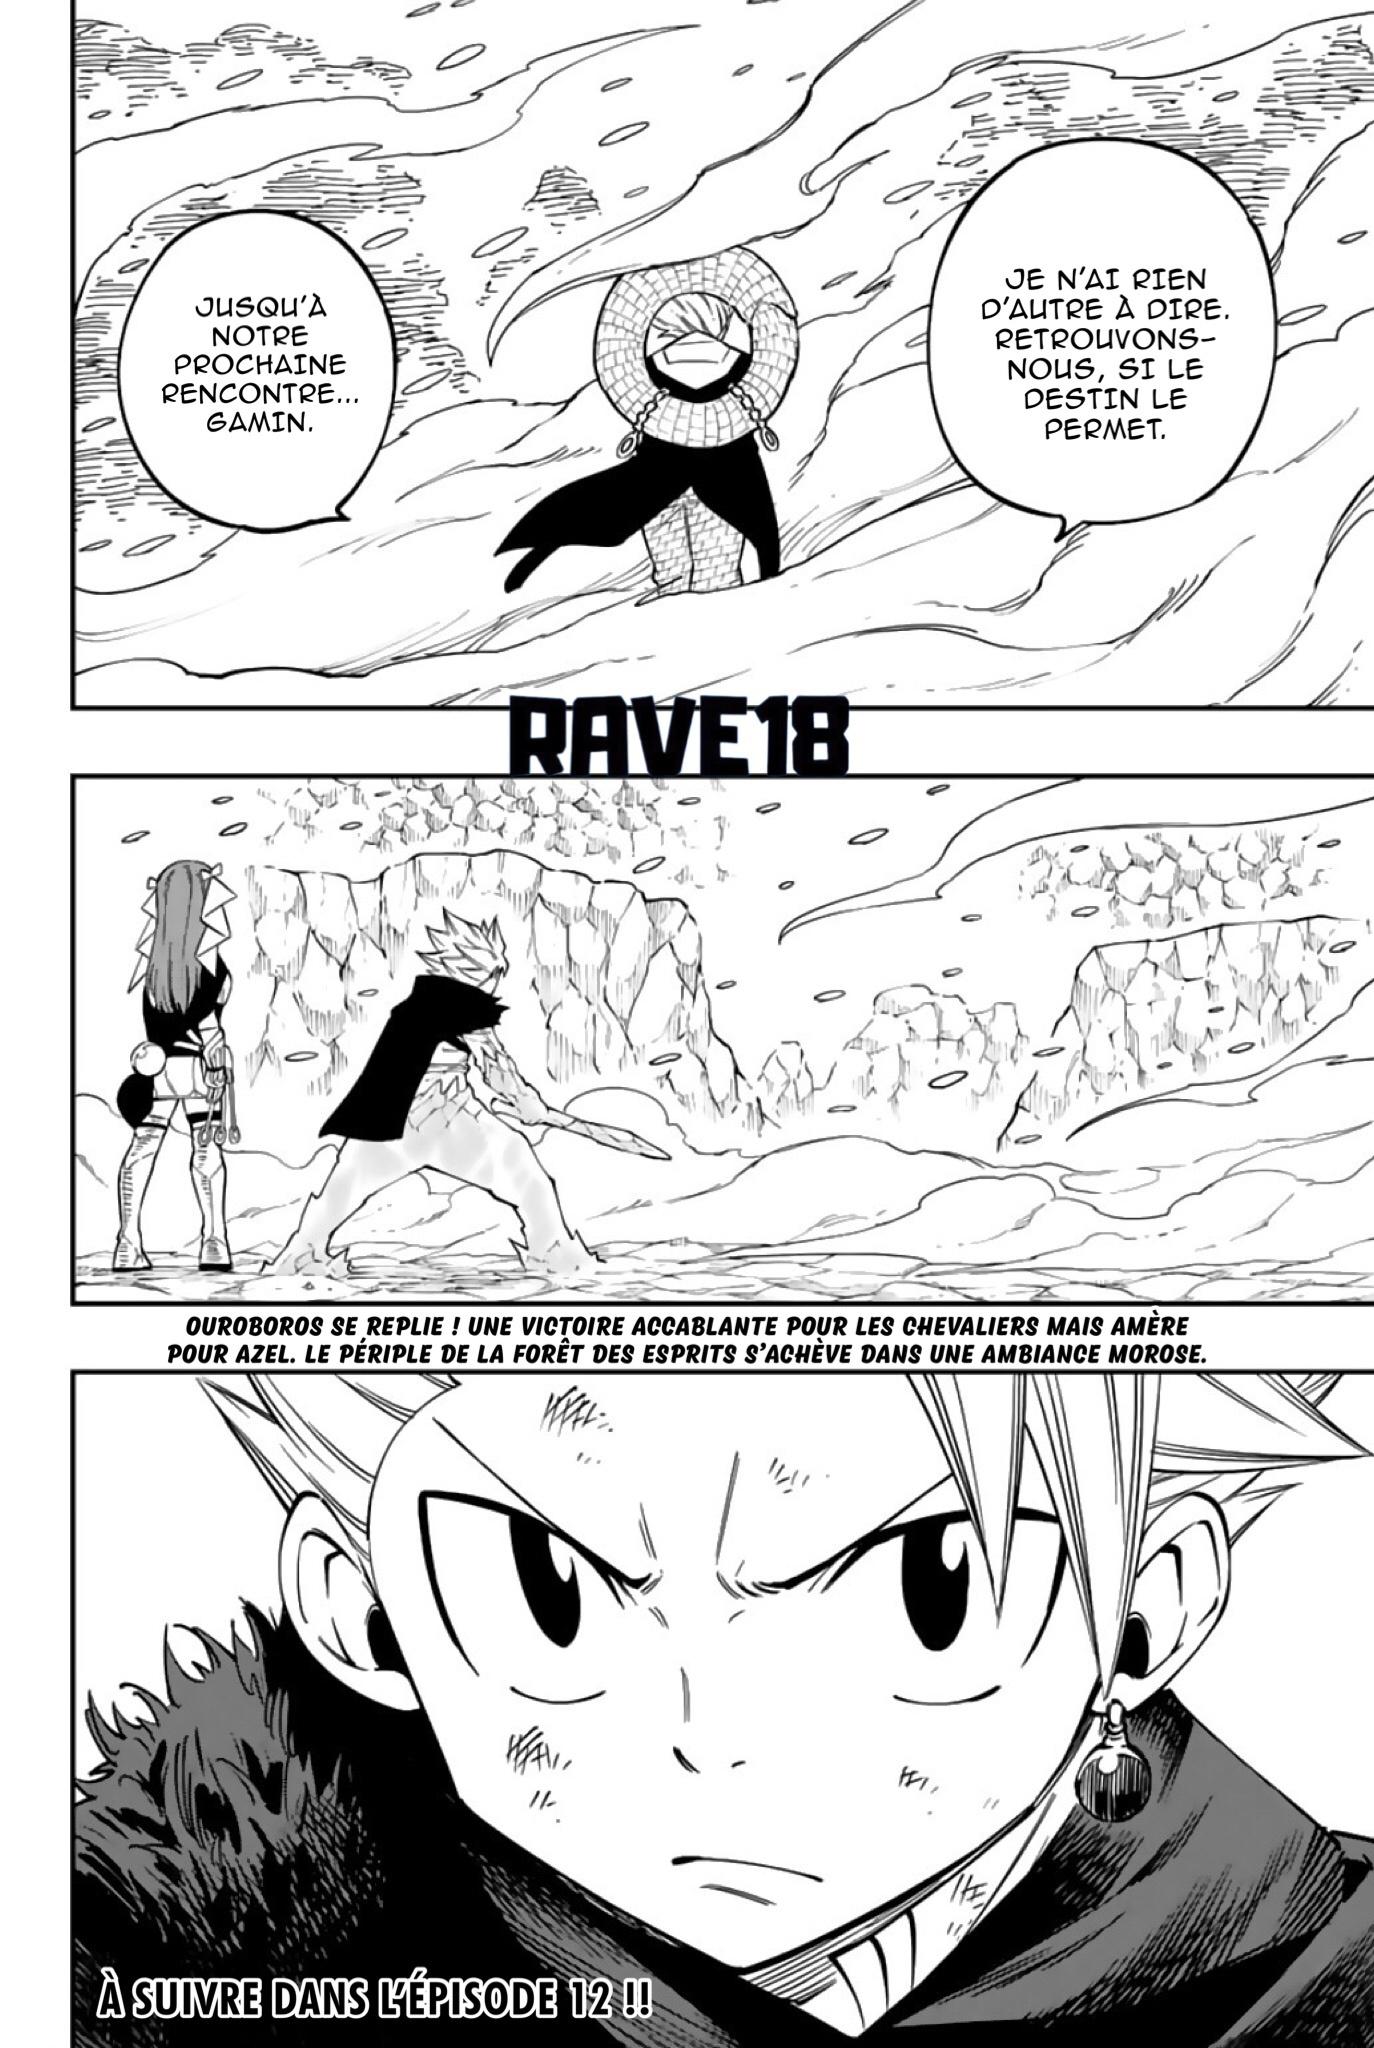 JE N'AI RIEN
D'AUTRE À DIRE.
RETROUVONS-
NOUS, SI LE
DESTIN LE
PERMET.
JUSQU'À
NOTRE
PROCHAINE
RENCONTRE...
GAMIN.
RAVE18
OUROBOROS SE REPLIE ! UNE VICTOIRE ACCABLANTE POUR LES CHEVALIERS MAIS AMÈRE
POUR AZEL. LE PÉRIPLE DE LA FORÊT DES ESPRITS S'ACHÈVE DANS UNE AMBIANCE MOROSE.
À SUIVRE DANS L'ÉPISODE 12 !!